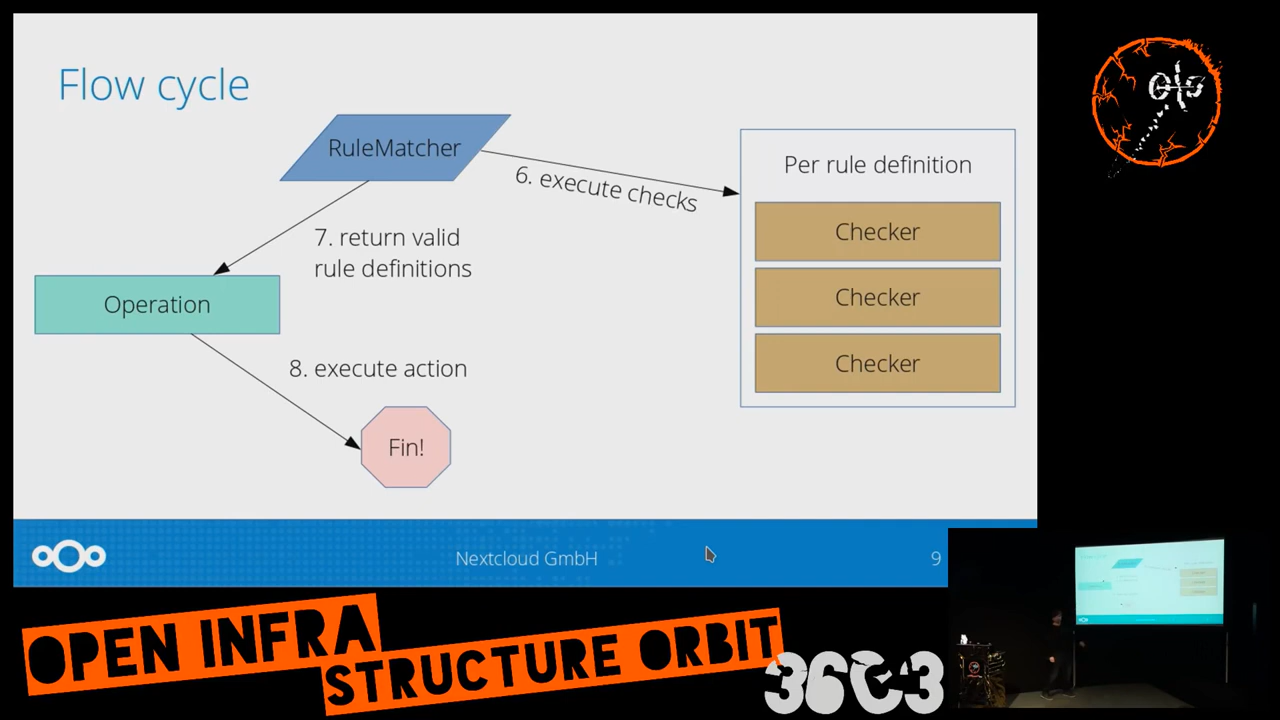 Flow cycle
RuleMatcher
6. execute checks
Per rule definition
Checker
Checker
Checker
7. return valid
rule definitions
Operation
8. execute action
Fin!
Nextcloud GmbH
9
OPEN INFRA
STRUCTURE ORBIT
36C3